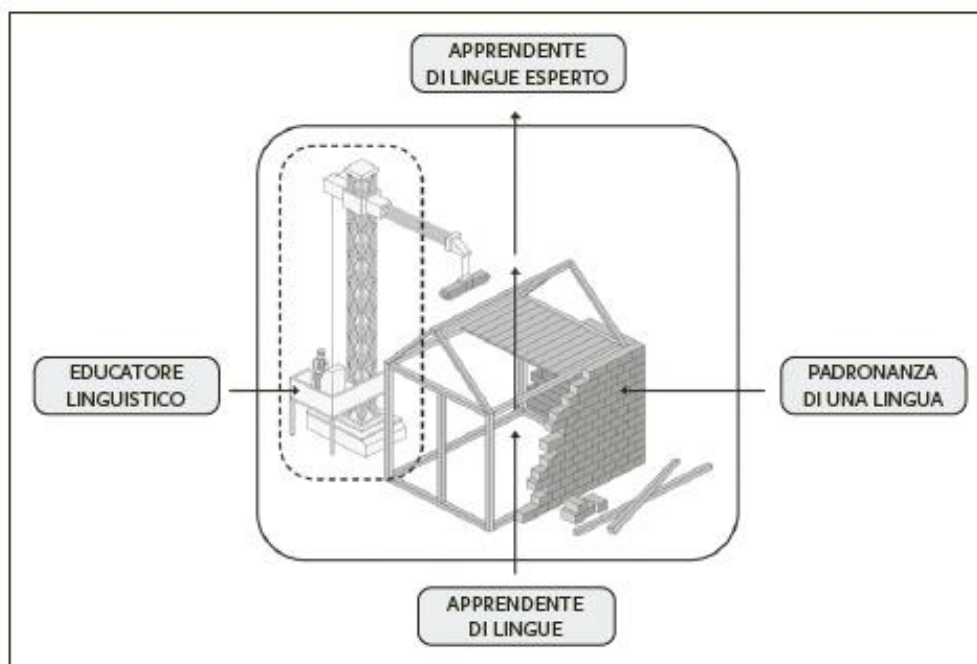 APPRENDENTE
DI LINGUE ESPERTO
EDUCATORE
LINGUISTICO
PADRONANZA
DI UNA LINGUA
APPRENDENTE
DI LINGUE